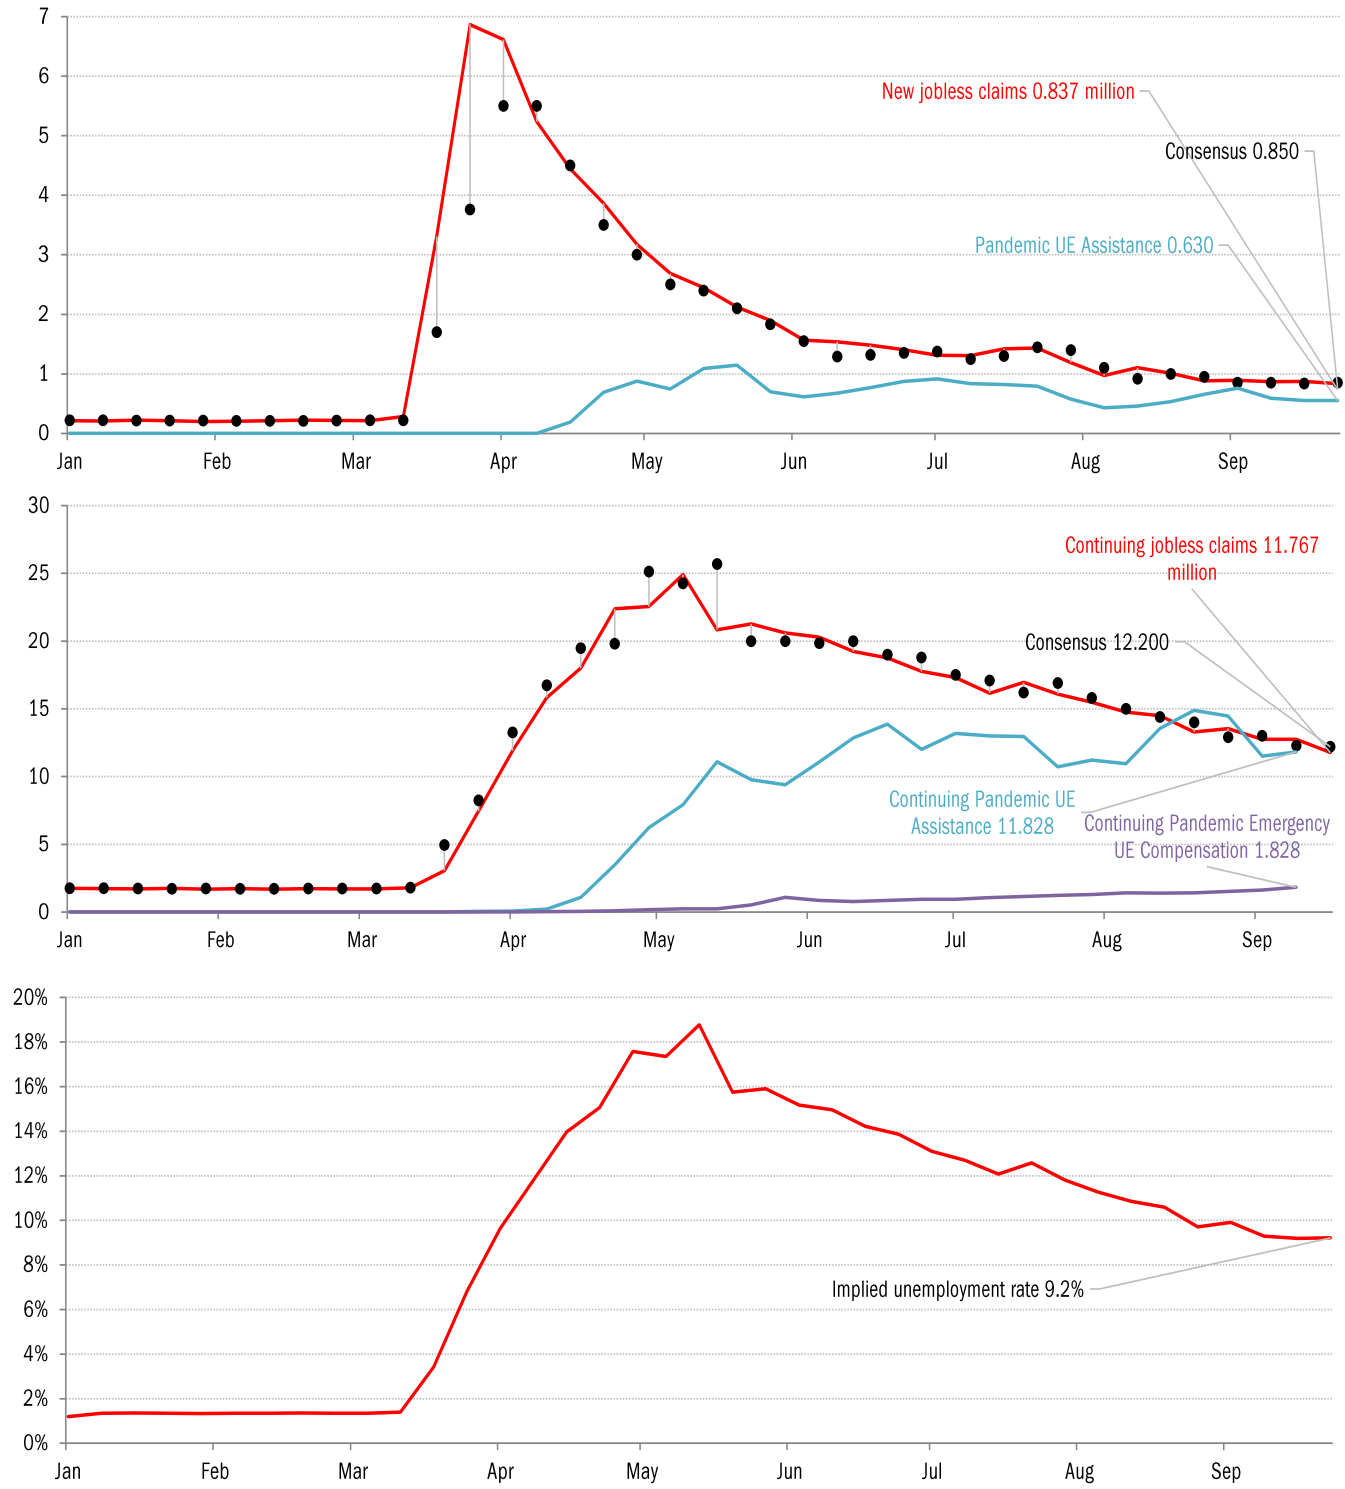 7
6
5
4
3
2
1
0
New jobless claims 0.837 million
Consensus 0.850
Pandemic UE Assistance 0.630
Jan Feb Mar Apr May Jun Jul Aug Sep
30
25
20
15
10
5
0
Continuing jobless claims 11.767
million
Consensus 12.200
Continuing Pandemic UE
Assistance 11.828
Continuing Pandemic Emergency
UE Compensation 1.828
Jan Feb Mar Apr May Jun Jul Aug Sep
20%
18%
16%
14%
12%
10%
8%
6%
4%
2%
0%
Implied unemployment rate 9.2%
Jan Feb Mar Apr May Jun Jul Aug Sep